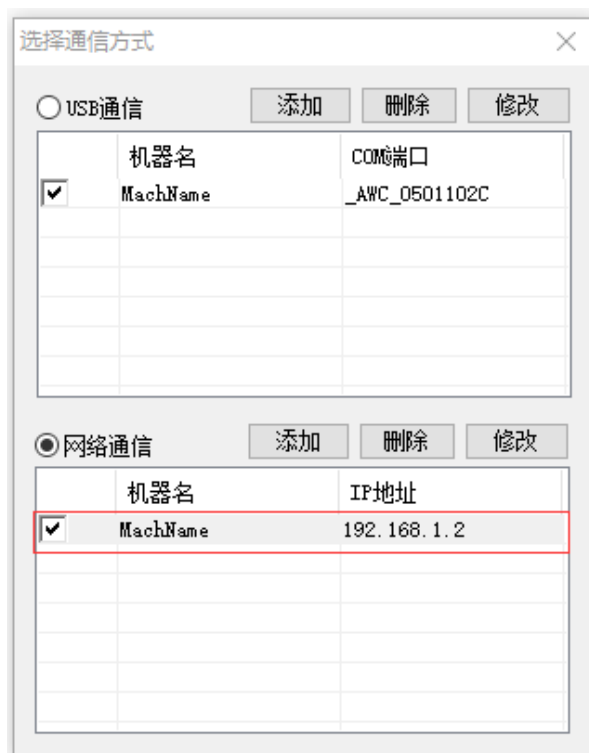 选择通信方式
USB通信 添加 删除 修改
机器名 COM端口
MachName _AWC_0501102C
网络通信 添加 删除 修改
机器名 IP地址
MachName 192.168.1.2